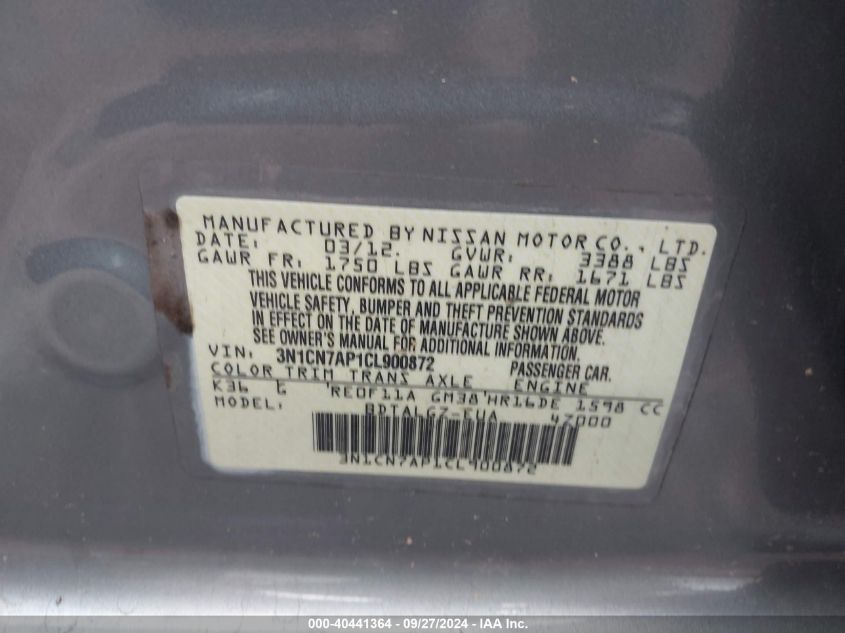 MANUFACTURED BY NISSAN MOTOR CO., LTD.
DATE: 03/12. GVWR: 3388 LBS
GAWR FR: 1750 LBS GAWR RR: 1671 LBS
THIS VEHICLE CONFORMS TO ALL APPLICABLE FEDERAL MOTOR
VEHICLE SAFETY, BUMPER AND THEFT PREVENTION STANDARDS
IN EFFECT ON THE DATE OF MANUFACTURE SHOWN ABOVE.
SEE OWNER'S MANUAL FOR ADDITIONAL INFORMATION.
VIN: 3N1CN7AP1CL900872 PASSENGER CAR.
COLOR TRIM TRANS AXLE ENGINE
K36 G RE0F11A GM38 HR16DE 1598 CC
MODEL: BDTALGZ-EUA 47000
3N1CN7AP1CL900872
000-40441364 - 09/27/2024 - IAA Inc.